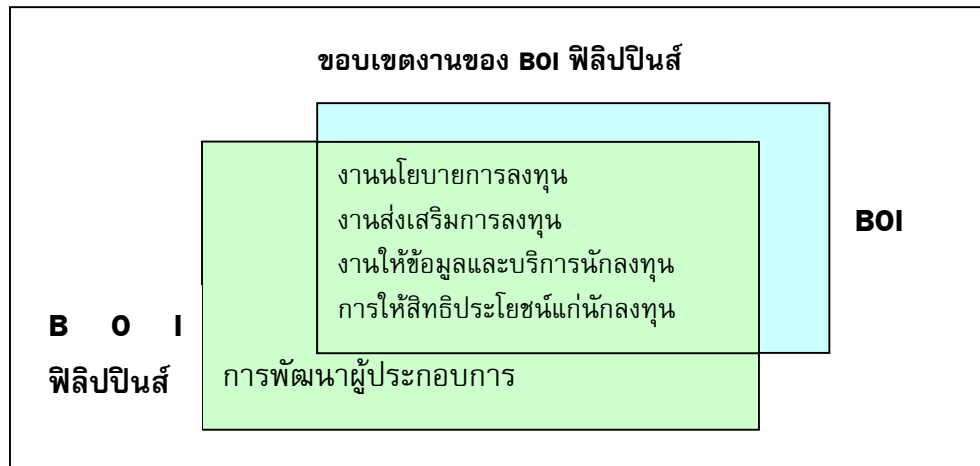 ขอบเขตงานของ BOI ฟิลิปปินส์
งานนโยบายการลงทุน
งานส่งเสริมการลงทุน
งานให้ข้อมูลและบริการนักลงทุน
การให้สิทธิประโยชน์แก่นักลงทุน
BOI
B O I
ฟิลิปปินส์
การพัฒนาผู้ประกอบการ